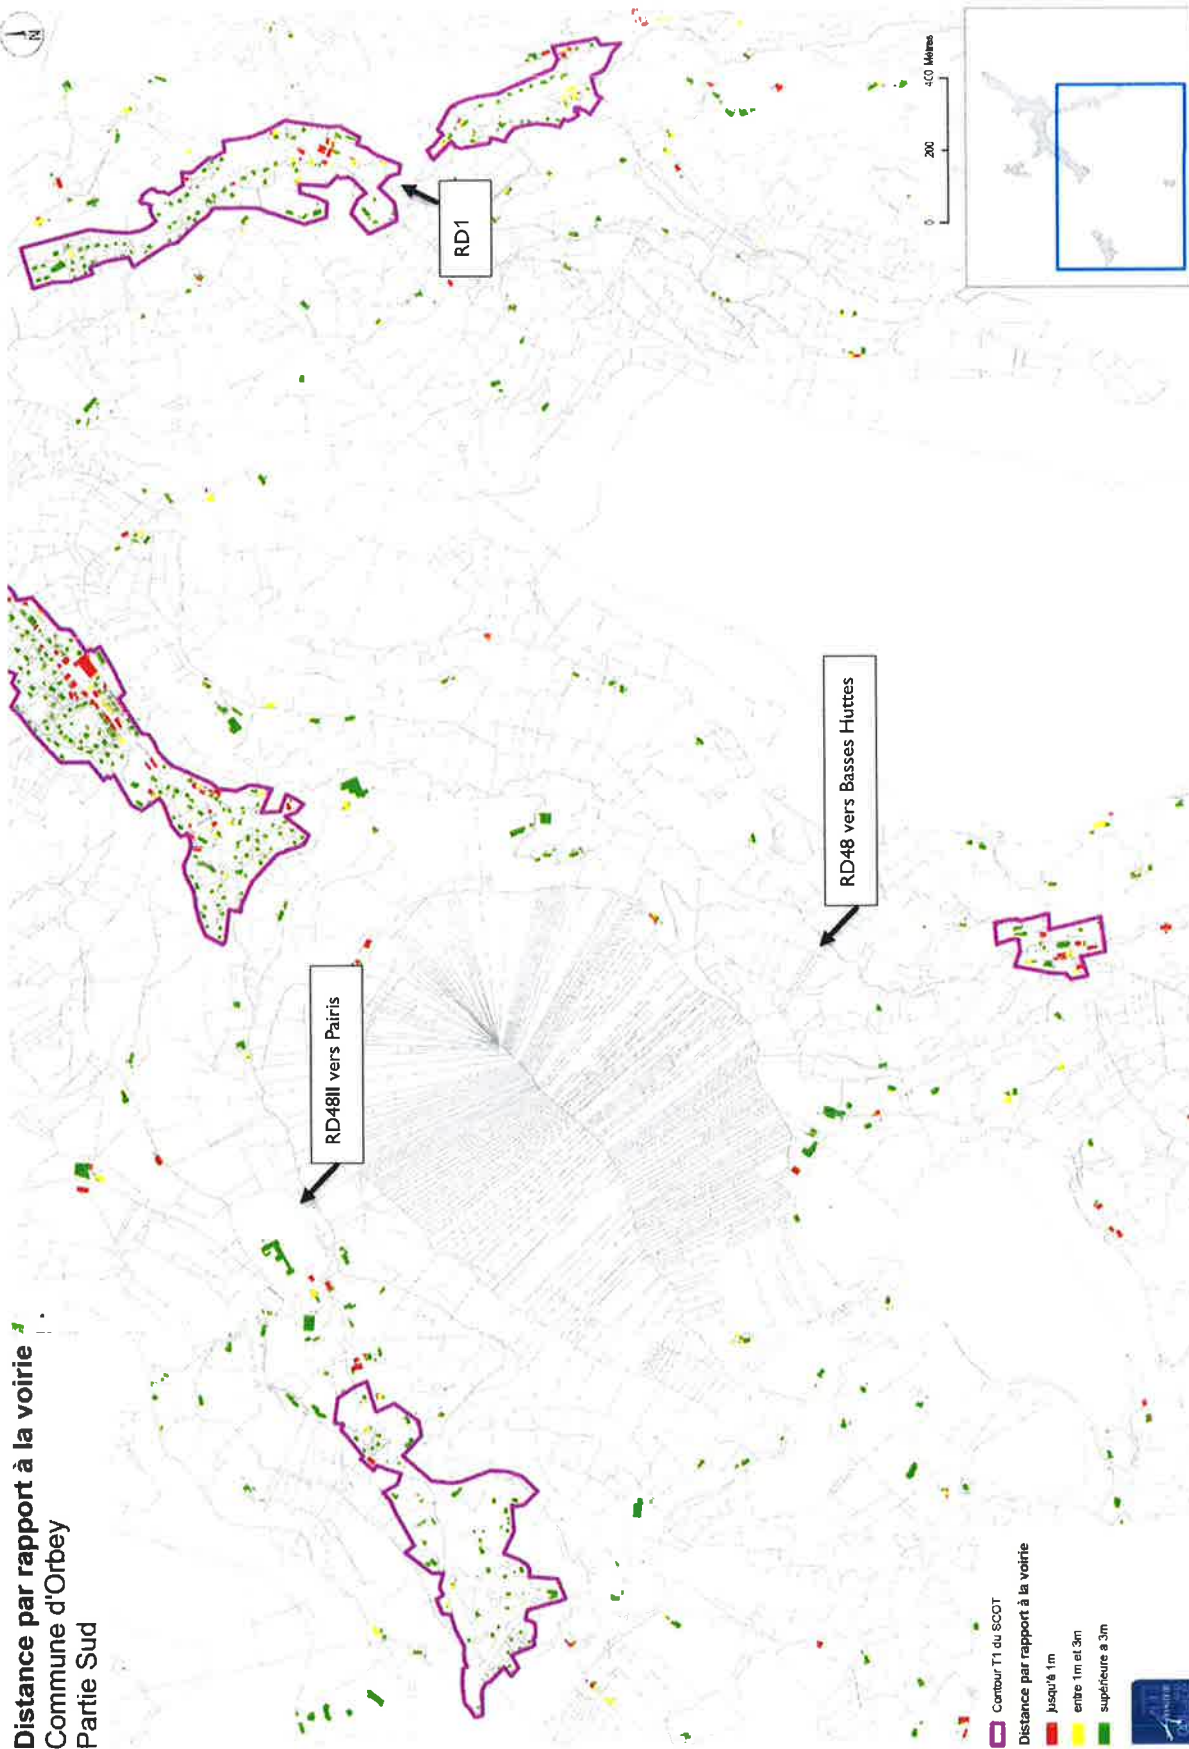 Distance par rapport à la voirie
Commune d'Orbey
Partie Sud
N
RD48II vers Pairis
RD48 vers Basses Huttes
RD1
0 200 400 Mètres
Contour T1 du SCOT
Distance par rapport à la voirie
jusqu'à 1m
entre 1m et 3m
supérieure à 3m